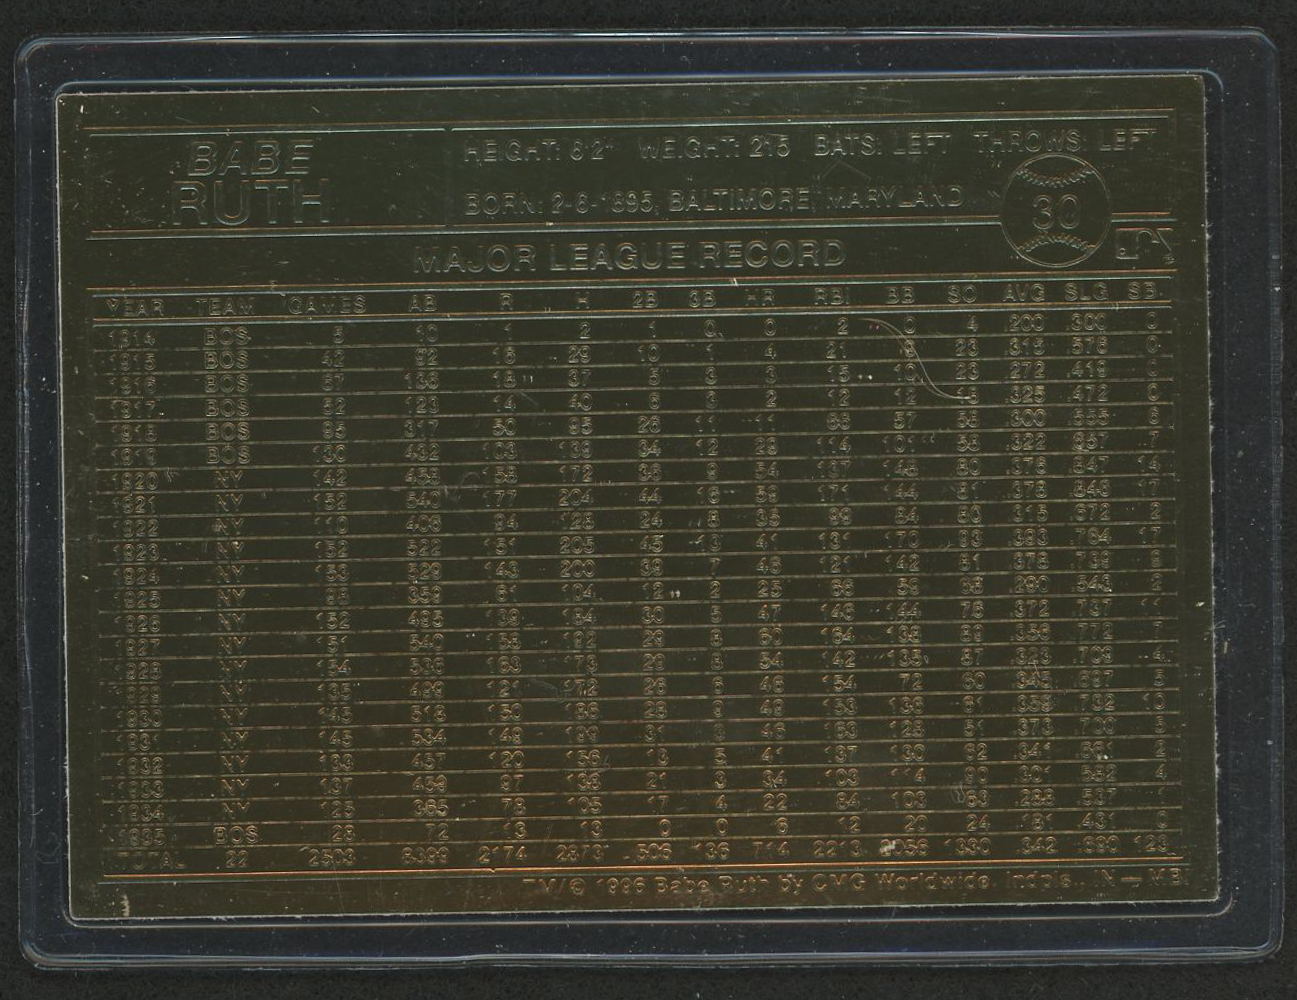 BABE
RUTH
HEIGHT: 6'2" WEIGHT: 215 BATS: LEFT THROWS: LEFT
BORN: 2-6-1895, BALTIMORE, MARYLAND
30
MAJOR LEAGUE RECORD
YEAR TEAM GAMES AB R H 2B 3B HR RBI BB SO AVG SLG SB
1914 BOS 5 10 1 2 1 0 0 2 0 4 .200 .300 0
1915 BOS 42 92 16 29 10 1 4 21 9 23 .315 .576 0
1916 BOS 67 136 18 37 5 3 3 15 10 23 .272 .419
1917 BOS 52 123 14 40 6 3 2 12 12 .325 .472 0
1918 BOS 95 317 50 95 26 11 11 66 57 58 .300 .555 6
1919 BOS 130 432 103 139 34 12 29 114 101 58 .322 .657 7
1920 NY 142 458 158 172 36 9 54 137 148 80 .376 .847 14
1921 NY 152 540 177 204 44 16 59 171 144 81 .378 .846 17
1922 NY 110 406 94 128 24 8 35 99 84 80 .315 .672 2
1923 NY 152 522 151 205 45 13 41 131 170 93 .393 .764 17
1924 NY 153 529 143 200 39 7 46 121 142 81 .378 .739 9
1925 NY 98 359 61 104 12 2 25 66 59 68 .290 .543 2
1926 NY 152 495 139 184 30 5 47 146 144 76 .372 .737 11
1927 NY 151 540 158 192 29 8 60 164 138 89 .356 .772 7
1928 NY 154 536 163 173 29 8 54 142 135 87 .323 .709 4
1929 NY 135 499 121 172 26 6 46 154 72 60 .345 .697 5
1930 NY 145 518 150 186 28 9 49 153 136 61 .359 .732 10
1931 NY 145 534 149 199 31 3 46 163 128 51 .373 .700 5
1932 NY 133 457 120 156 13 5 41 137 130 62 .341 .661 2
1933 NY 137 459 97 138 21 3 34 103 114 90 .301 .582 4
1934 NY 125 365 78 105 17 4 22 84 103 63 .288 .537 1
1935 BOS 28 72 13 13 0 0 6 12 20 24 .181 .431 0
TOTAL 22 2503 8399 2174 2873 506 136 714 2213 2056 1330 .342 .690 123
TM/© 1996 Babe Ruth by CMG Worldwide, Indpls., IN — MBI